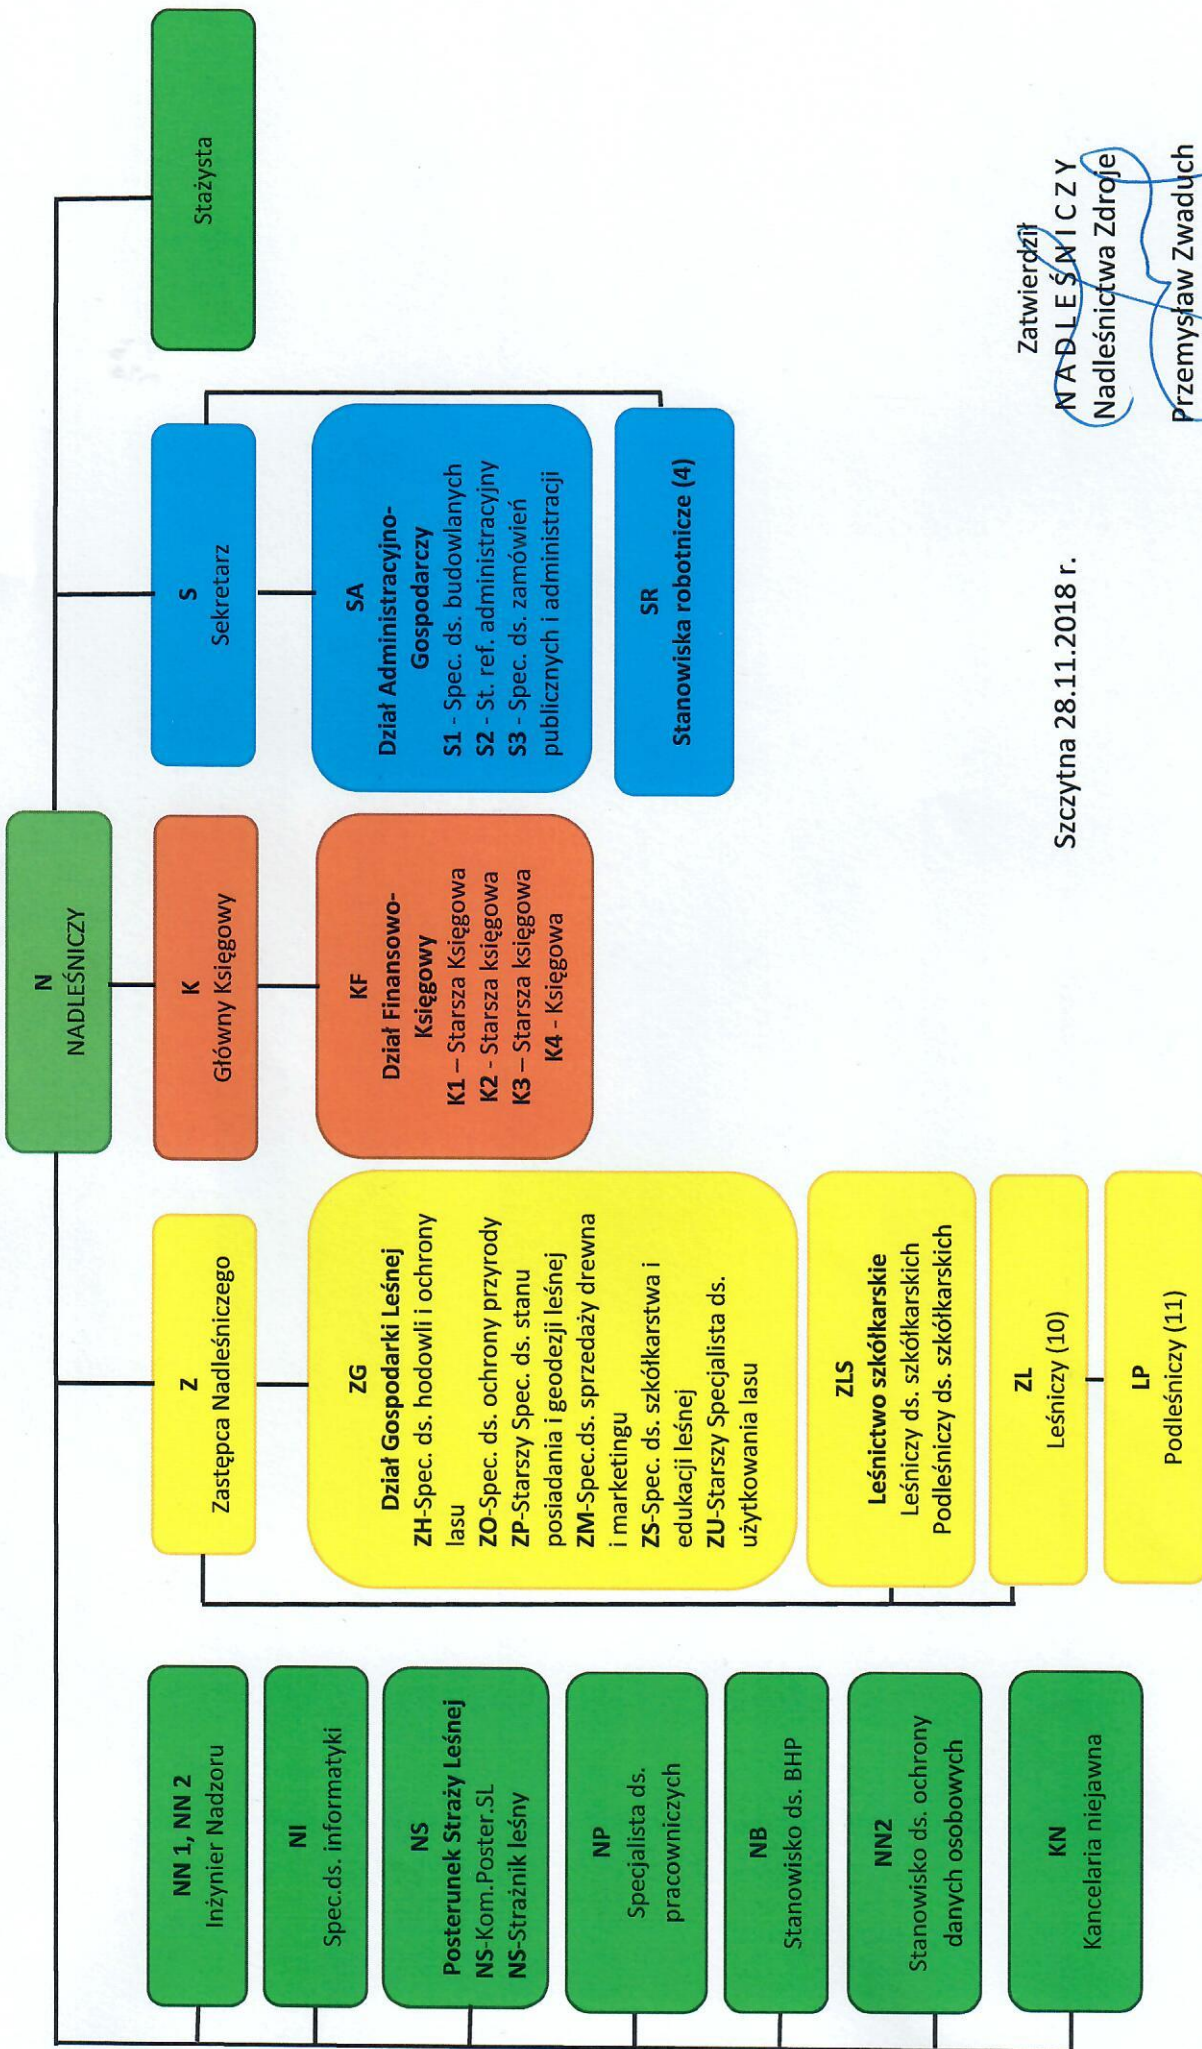 N
NADLEŚNICZY
NN 1, NN 2
Inżynier Nadzoru
NI
Spec.ds. informatyki
NS
Posterunek Straży Leśnej
NS-Kom.Poster.SL
NS-Strażnik leśny
NP
Specjalista ds.
pracowniczych
NB
Stanowisko ds. BHP
NN2
Stanowisko ds. ochrony
danych osobowych
KN
Kancelaria niejawna
Z
Zastępca Nadleśniczego
ZG
Dział Gospodarki Leśnej
ZH-Spec. ds. hodowli i ochrony
lasu
ZO-Spec. ds. ochrony przyrody
ZP-Starszy Spec. ds. stanu
posiadania i geodezji leśnej
ZM-Spec.ds. sprzedaży drewna
i marketingu
ZS-Spec. ds. szkółkarstwa i
edukacji leśnej
ZU-Starszy Specjalista ds.
użytkowania lasu
ZLS
Leśnictwo szkółkarskie
Leśniczy ds. szkółkarskich
Podleśniczy ds. szkółkarskich
ZL
Leśniczy (10)
LP
Podleśniczy (11)
K
Główny Księgowy
KF
Dział Finansowo-
Księgowy
K1 – Starsza Księgowa
K2 - Starsza księgowa
K3 – Starsza księgowa
K4 - Księgowa
S
Sekretarz
SA
Dział Administracyjno-
Gospodarczy
S1 - Spec. ds. budowlanych
S2 - St. ref. administracyjny
S3 - Spec. ds. zamówień
publicznych i administracji
SR
Stanowiska robotnicze (4)
Stażysta
Szczytna 28.11.2018 r.
Zatwierdził
NADLEŚNICZY
Nadleśnictwa Zdroje
Przemysław Zwaduch